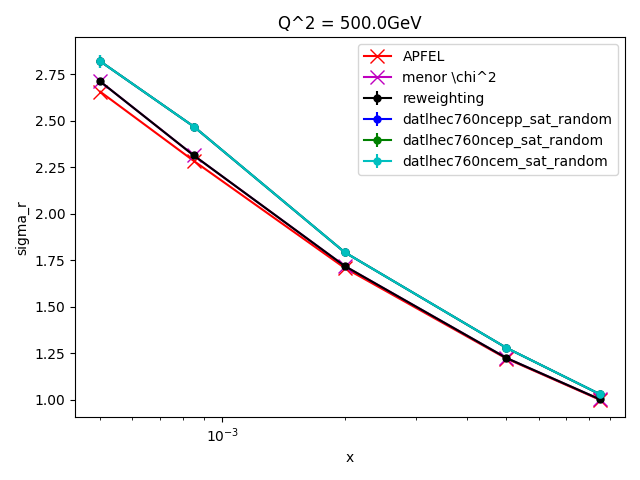 Q^2 = 500.0GeV
APFEL
menor \chi^2
reweighting
datlhec760ncepp_sat_random
datlhec760ncep_sat_random
datlhec760ncem_sat_random
sigma_r
2.75
2.50
2.25
2.00
1.75
1.50
1.25
1.00
10^{-3}
x